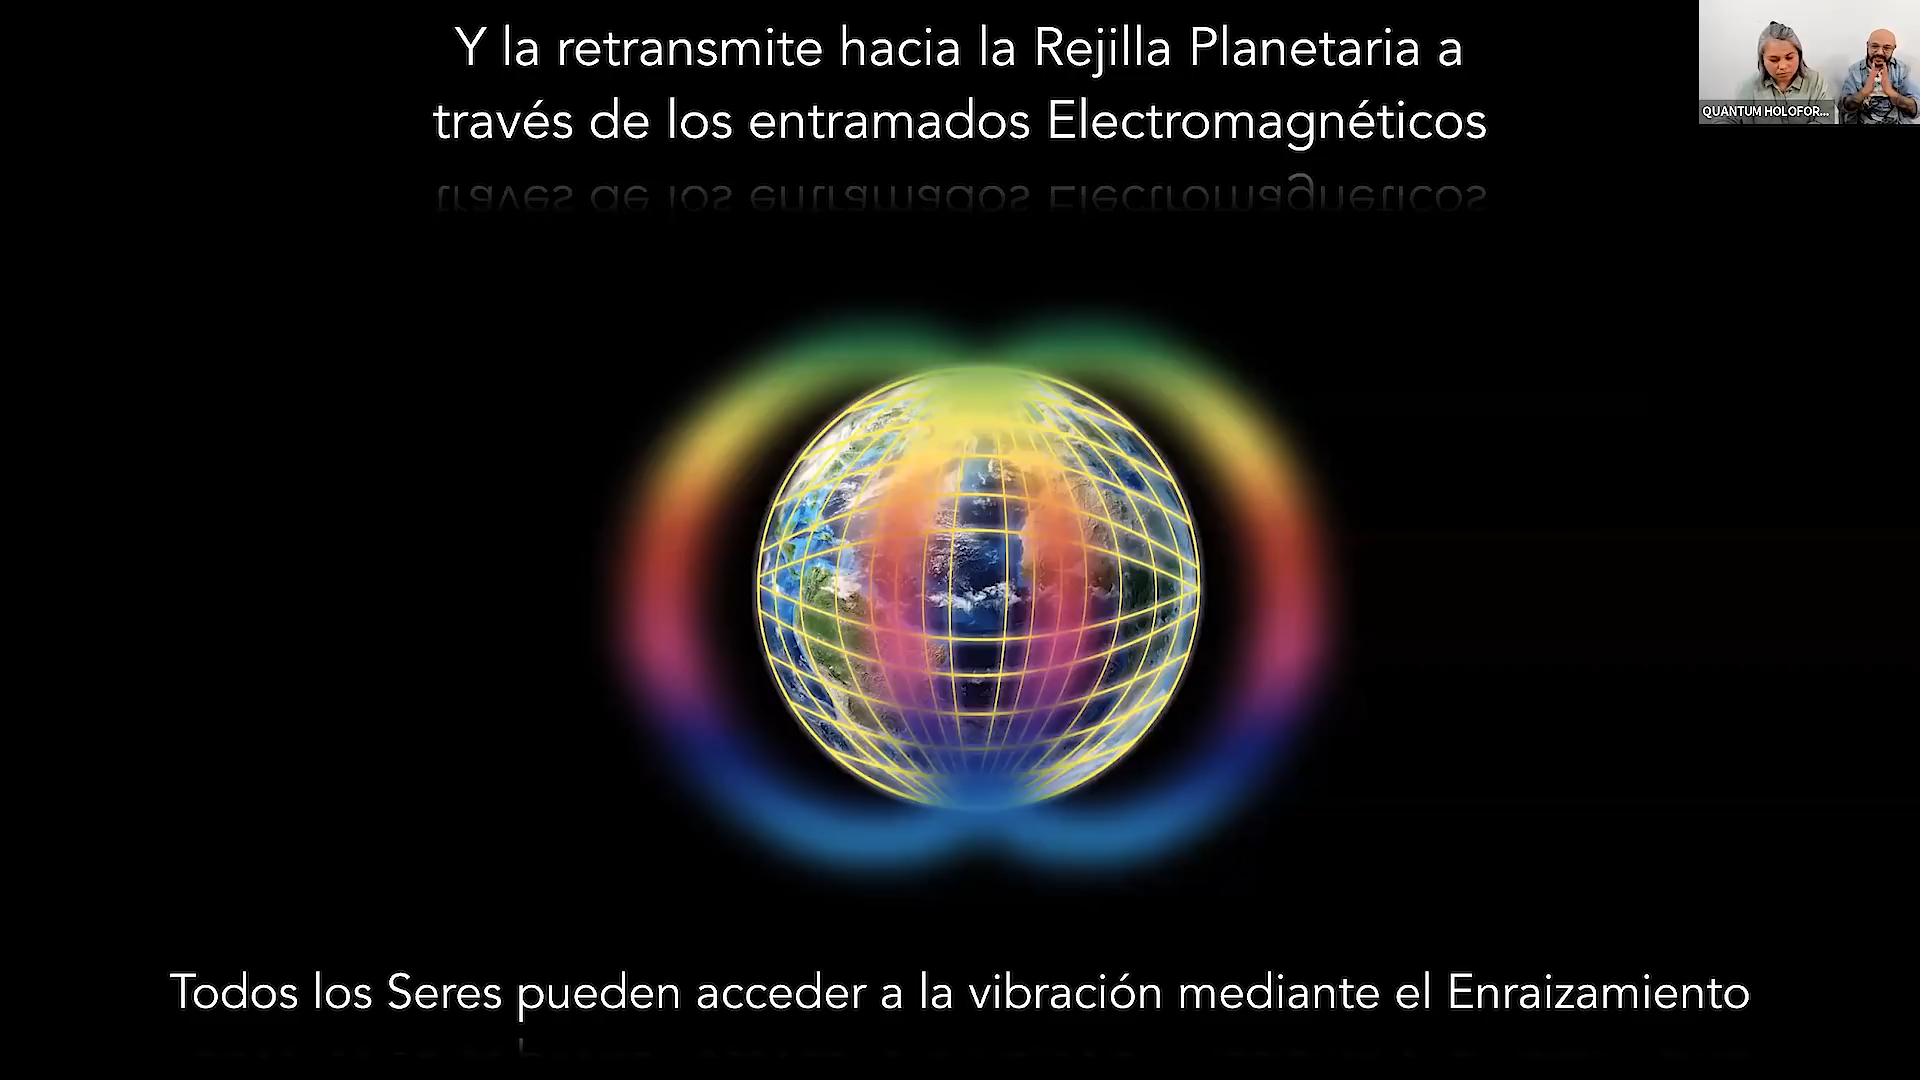 Y la retransmite hacia la Rejilla Planetaria a
través de los entramados Electromagnéticos
QUANTUM HOLOFOR...
Todos los Seres pueden acceder a la vibración mediante el Enraizamiento